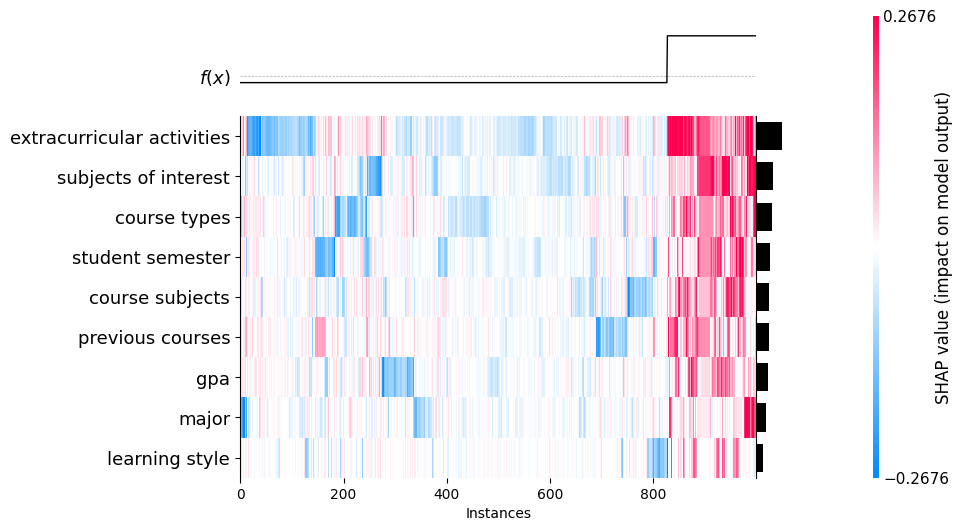 0.2676
f(x)
extracurricular activities
subjects of interest
course types
student semester
course subjects
previous courses
gpa
major
learning style
0 200 400 600 800
Instances
SHAP value (impact on model output)
−0.2676